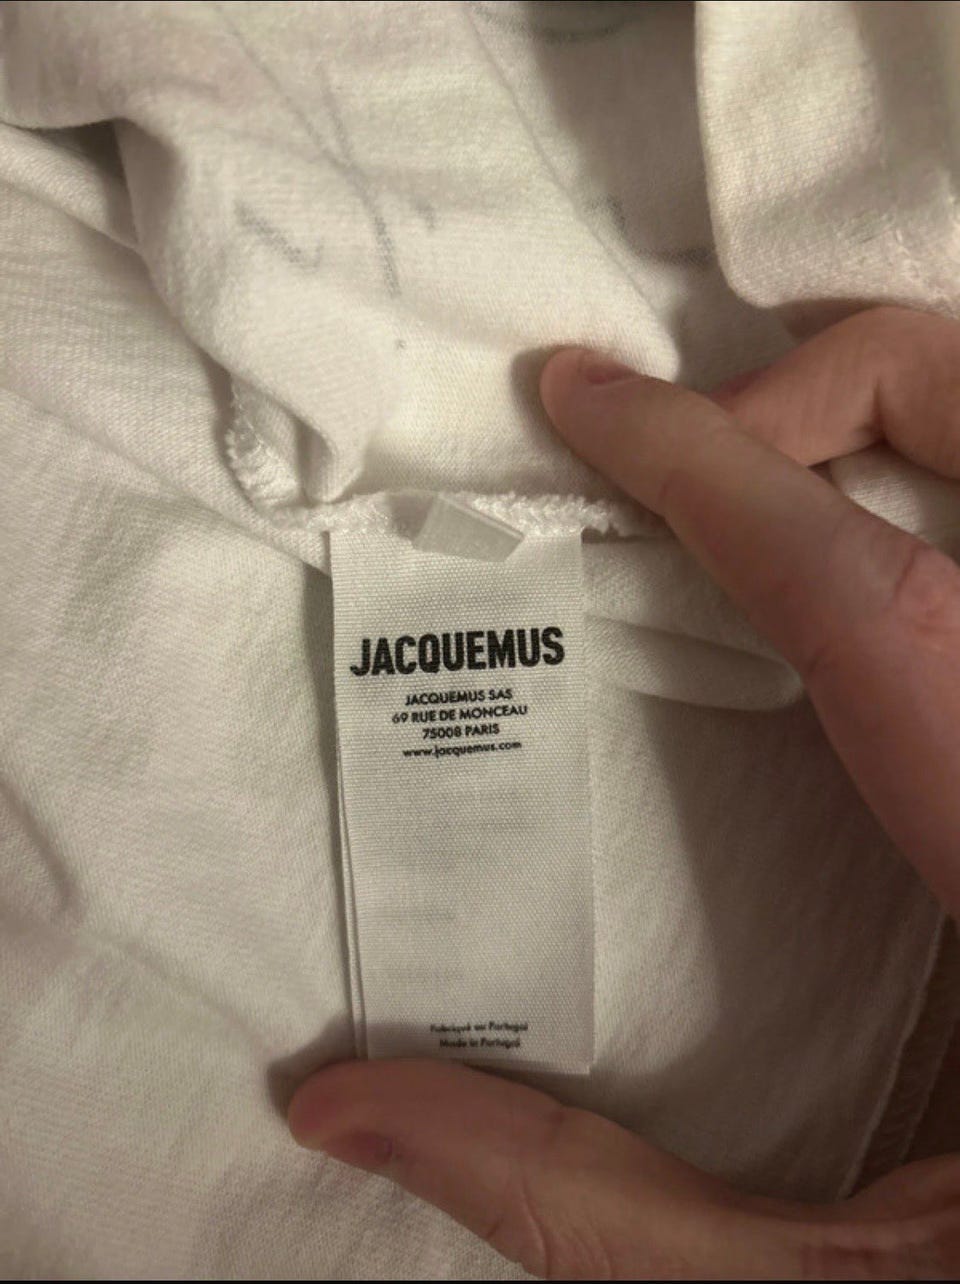 JACQUEMUS
JACQUEMUS SAS
69 RUE DE MONCEAU
75008 PARIS
www.jacquemus.com
Fabriqué au Portugal
Made in Portugal